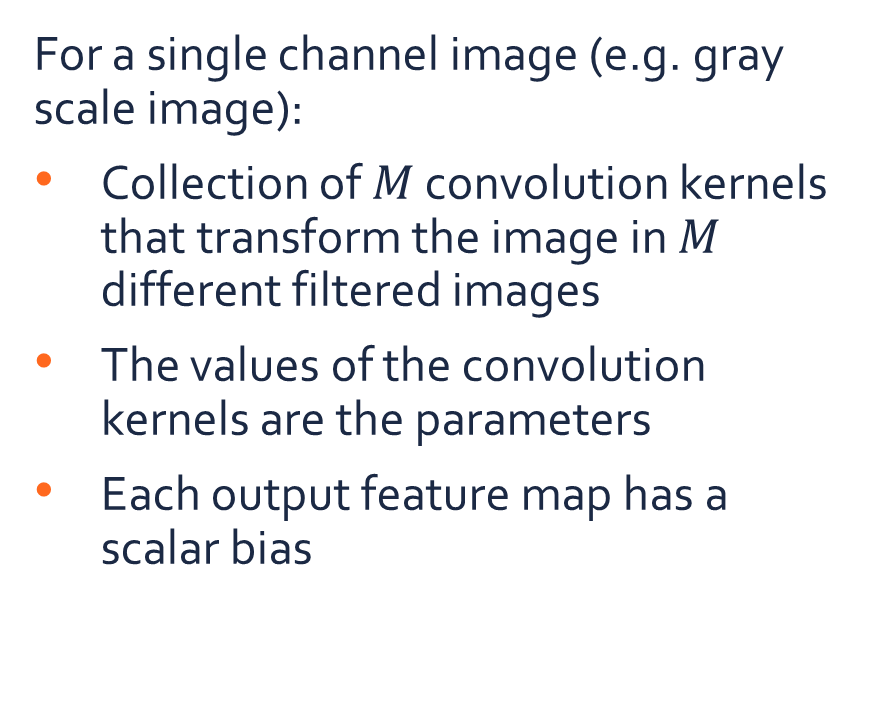 For a single channel image (e.g. gray
scale image):
• Collection of M convolution kernels
that transform the image in M
different filtered images
• The values of the convolution
kernels are the parameters
• Each output feature map has a
scalar bias